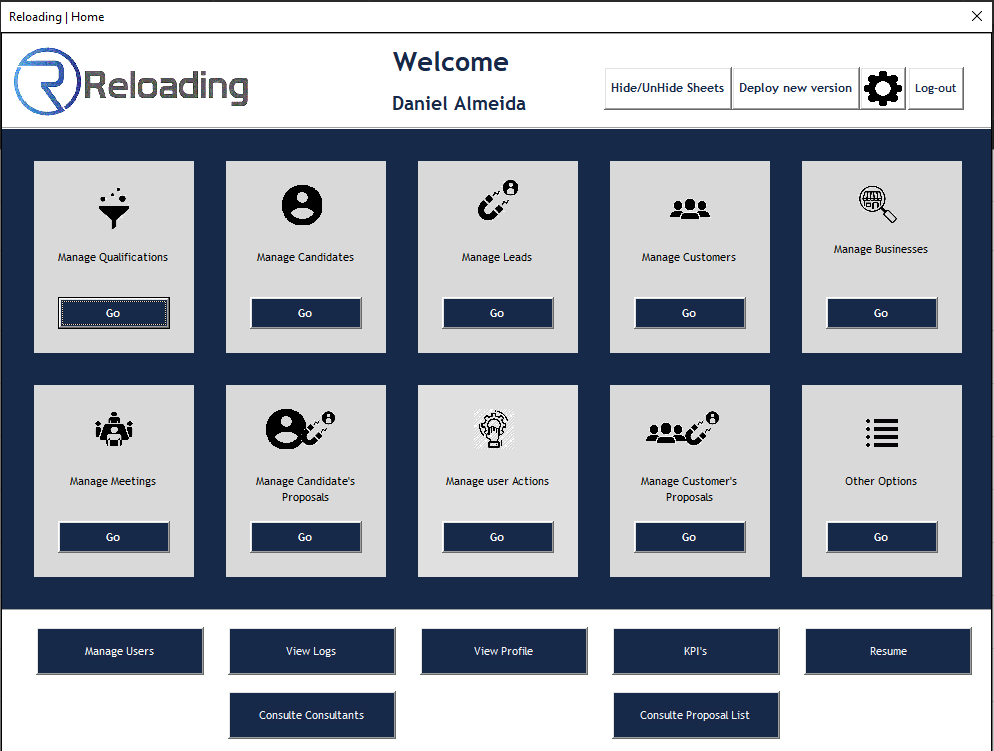 Reloading | Home
Reloading
Welcome
Daniel Almeida
Hide/UnHide Sheets
Deploy new version
Log-out
Manage Qualifications
Go
Manage Candidates
Go
Manage Leads
Go
Manage Customers
Go
Manage Businesses
Go
Manage Meetings
Go
Manage Candidate's
Proposals
Go
Manage user Actions
Go
Manage Customer's
Proposals
Go
Other Options
Go
Manage Users
View Logs
View Profile
KPI's
Resume
Consulte Consultants
Consulte Proposal List